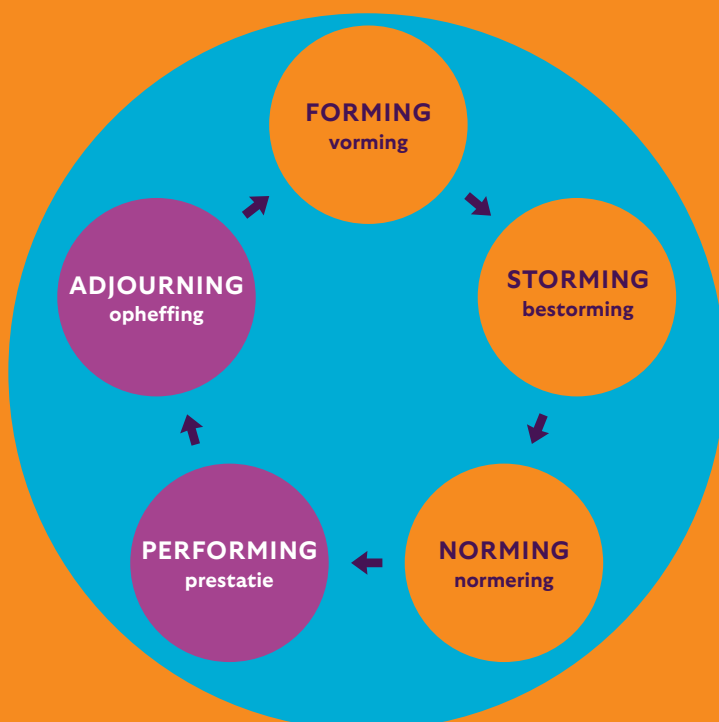 FORMING
vorming
STORMING
bestorming
NORMING
normering
PERFORMING
prestatie
ADJOURNING
opheffing